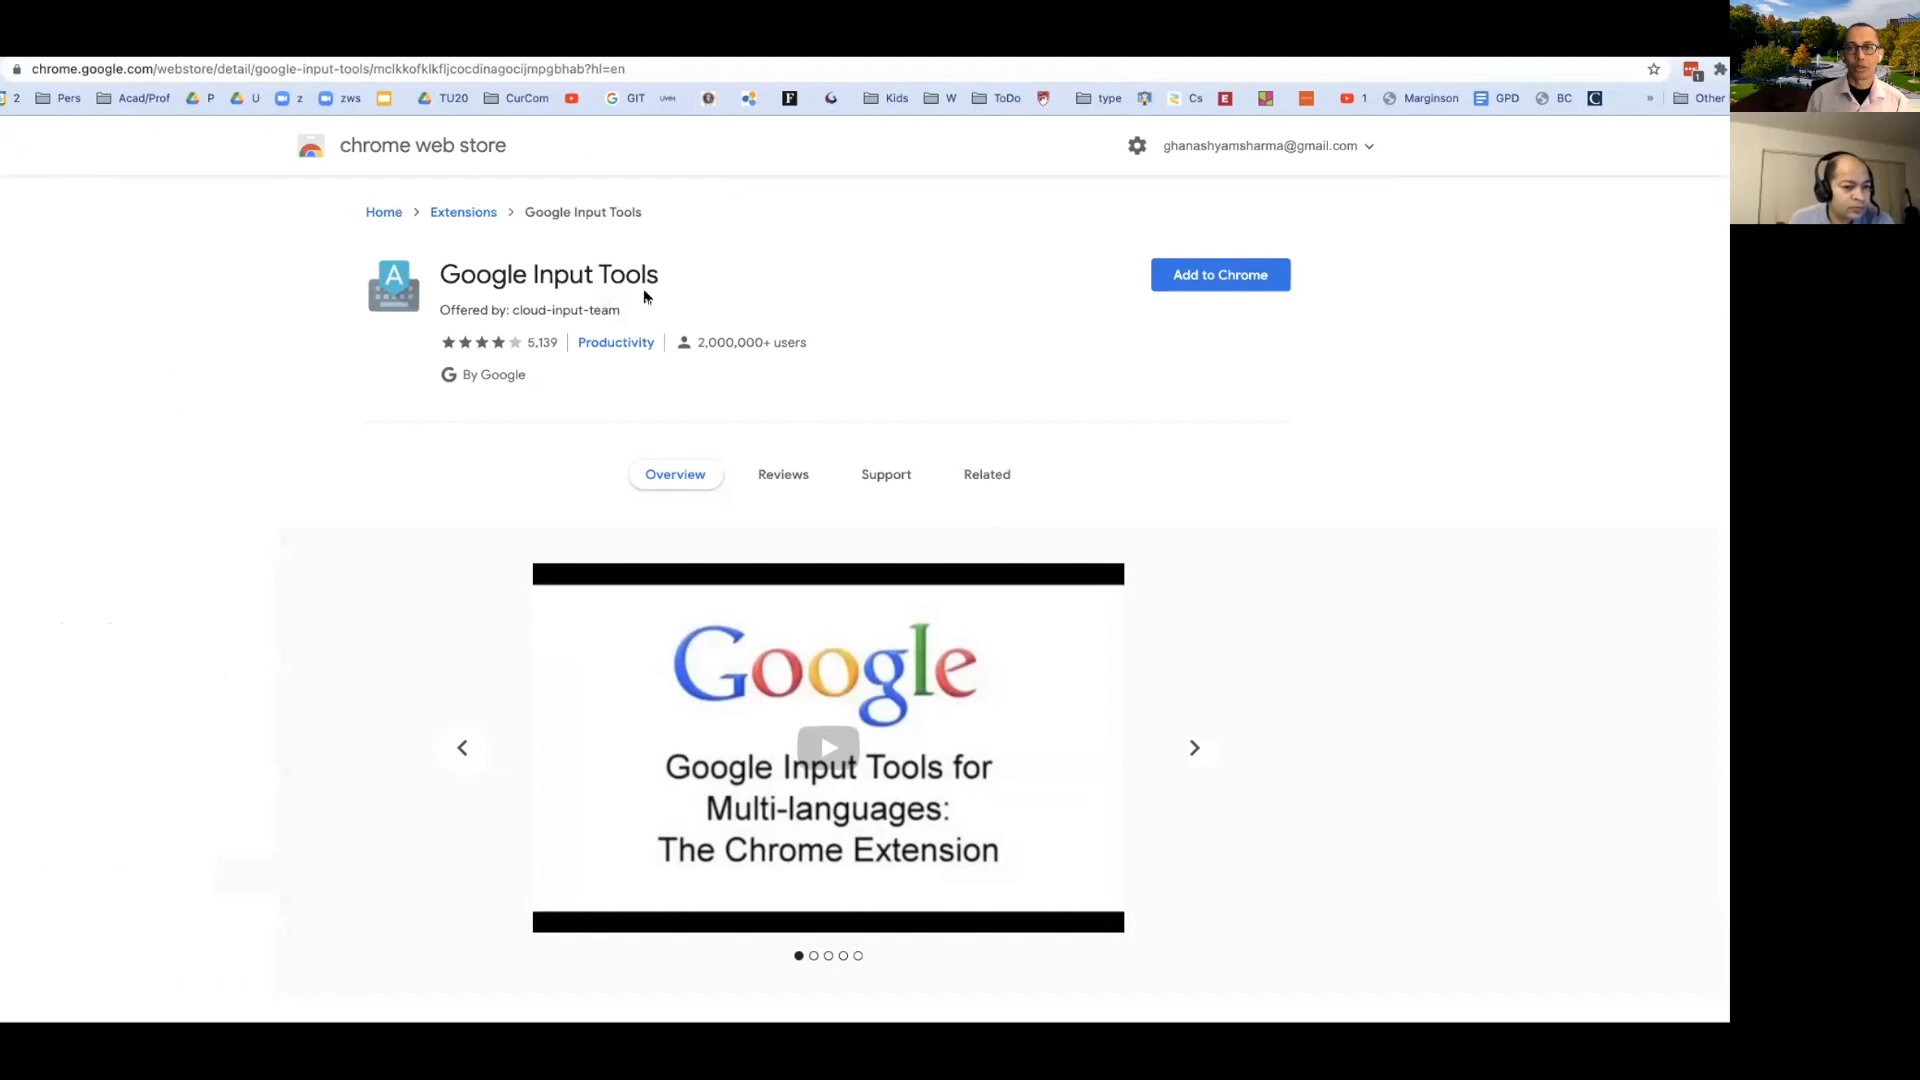 chrome.google.com/webstore/detail/google-input-tools/mclkkofklkfljcocdinagocijmpgbhab?hl=en
2 Pers Acad/Prof P U z zws TU20 CurCom GIT UWM F Kids W ToDo type Cs E 1 Marginson GPD BC C » Other
chrome web store
ghanashyamsharma@gmail.com
Home > Extensions > Google Input Tools
A
Google Input Tools
Add to Chrome
Offered by: cloud-input-team
5,139 Productivity 2,000,000+ users
G By Google
Overview Reviews Support Related
Google
Google Input Tools for
Multi-languages:
The Chrome Extension